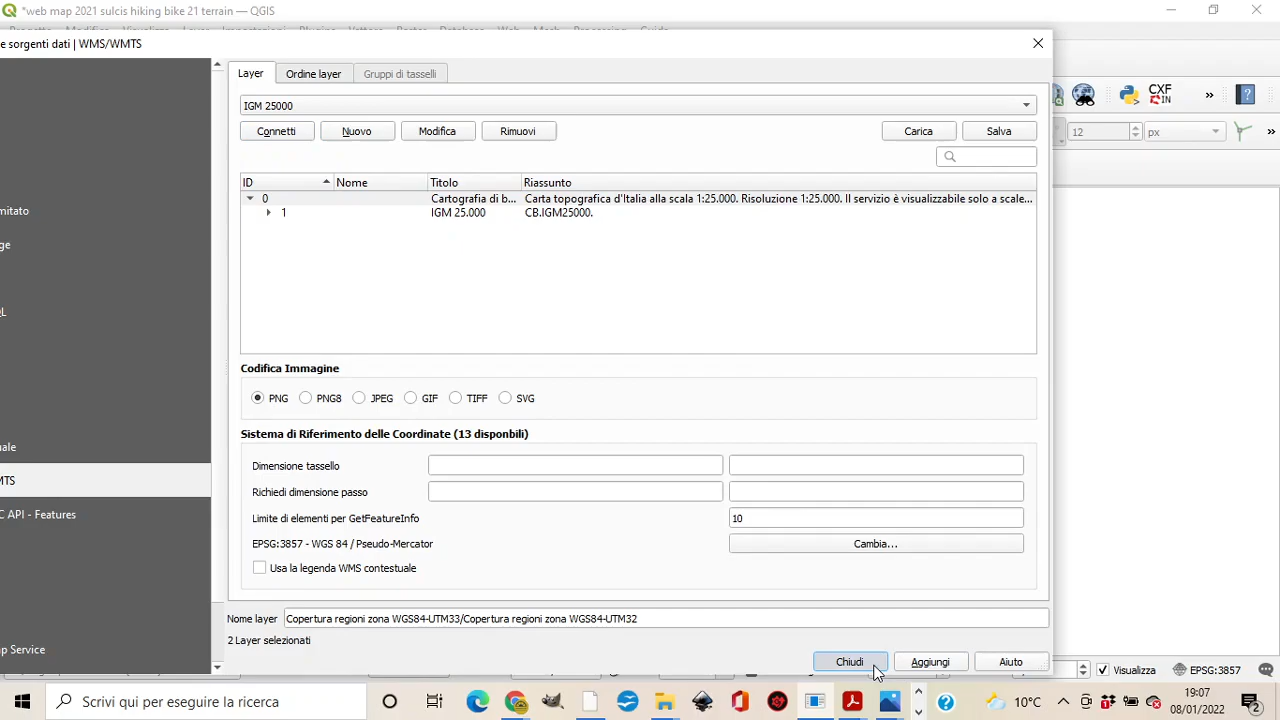 *web map 2021 sulcis hiking bike 21 terrain — QGIS
e sorgenti dati | WMS/WMTS
Layer
Ordine layer
Gruppi di tasselli
IGM 25000
Connetti
Nuovo
Modifica
Rimuovi
Carica
Salva
CXF
IN
»
12
px
»
ID
Nome
Titolo
Riassunto
0
Cartografia di b...
Carta topografica d'Italia alla scala 1:25.000. Risoluzione 1:25.000. Il servizio è visualizzabile solo a scale...
1
IGM 25.000
CB.IGM25000.
mitato
ge
QL
uale
MTS
C API - Features
ap Service
Codifica Immagine
PNG
PNG8
JPEG
GIF
TIFF
SVG
Sistema di Riferimento delle Coordinate (13 disponbili)
Dimensione tassello
Richiedi dimensione passo
Limite di elementi per GetFeatureInfo
10
EPSG:3857 - WGS 84 / Pseudo-Mercator
Cambia...
Usa la legenda WMS contestuale
Nome layer
Copertura regioni zona WGS84-UTM33/Copertura regioni zona WGS84-UTM32
2 Layer selezionati
Chiudi
Aggiungi
Aiuto
Visualizza
EPSG:3857
Scrivi qui per eseguire la ricerca
10°C
08/01/2022
2